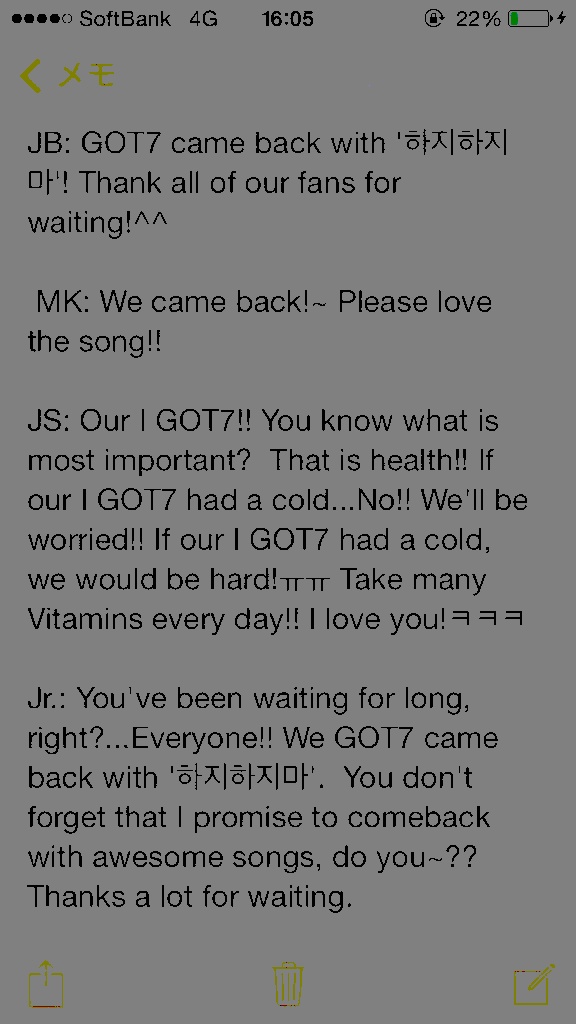 SoftBank 4G 16:05 22%
メモ
JB: GOT7 came back with '하지하지
마'! Thank all of our fans for
waiting!^^
MK: We came back!~ Please love
the song!!
JS: Our I GOT7!! You know what is
most important?  That is health!! If
our I GOT7 had a cold...No!! We'll be
worried!! If our I GOT7 had a cold,
we would be hard!ㅠㅠ Take many
Vitamins every day!! I love you!ㅋㅋㅋ
Jr.: You've been waiting for long,
right?...Everyone!! We GOT7 came
back with '하지하지마'.  You don't
forget that I promise to comeback
with awesome songs, do you~??
Thanks a lot for waiting.